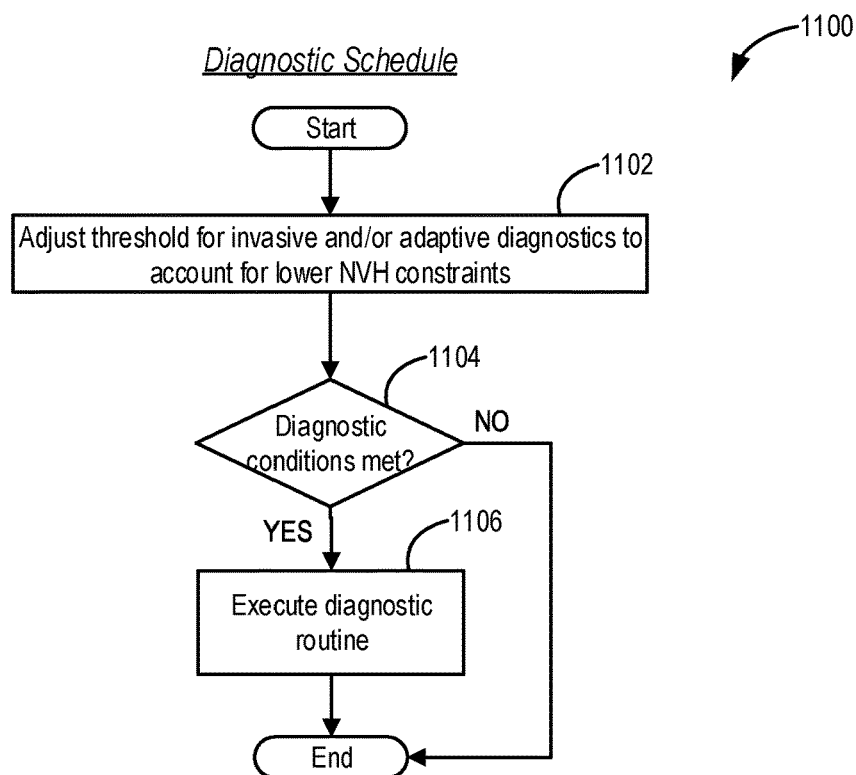 1100
Diagnostic Schedule
Start
1102
Adjust threshold for invasive and/or adaptive diagnostics to
account for lower NVH constraints
1104
Diagnostic
conditions met?
NO
YES
1106
Execute diagnostic
routine
End